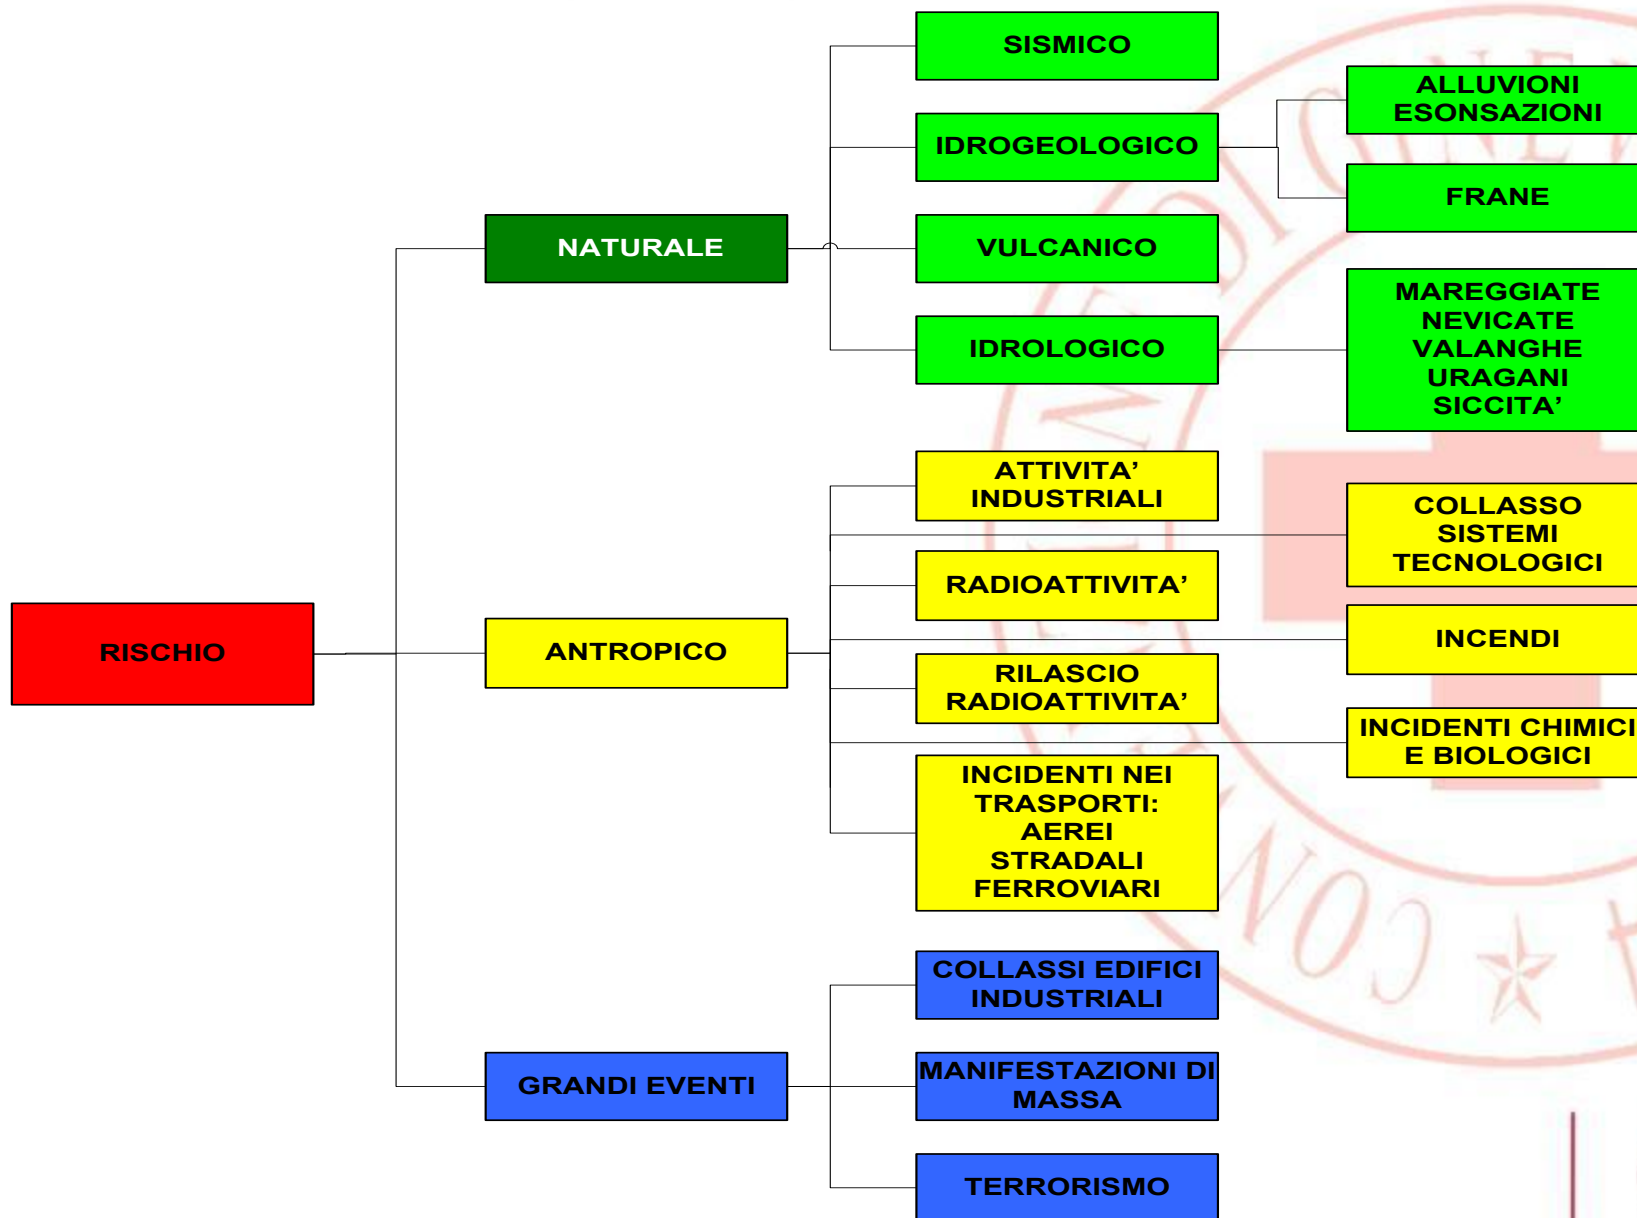 SISMICO
ALLUVIONI
ESONSAZIONI
IDROGEOLOGICO
FRANE
NATURALE
VULCANICO
MAREGGIATE
NEVICATE
VALANGHE
URAGANI
SICCITA’
IDROLOGICO
ATTIVITA’
INDUSTRIALI
COLLASSO
SISTEMI
TECNOLOGICI
RADIOATTIVITA’
RISCHIO
ANTROPICO
INCENDI
RILASCIO
RADIOATTIVITA’
INCIDENTI CHIMICI
E BIOLOGICI
INCIDENTI NEI
TRASPORTI:
AEREI
STRADALI
FERROVIARI
COLLASSI EDIFICI
INDUSTRIALI
GRANDI EVENTI
MANIFESTAZIONI DI
MASSA
TERRORISMO